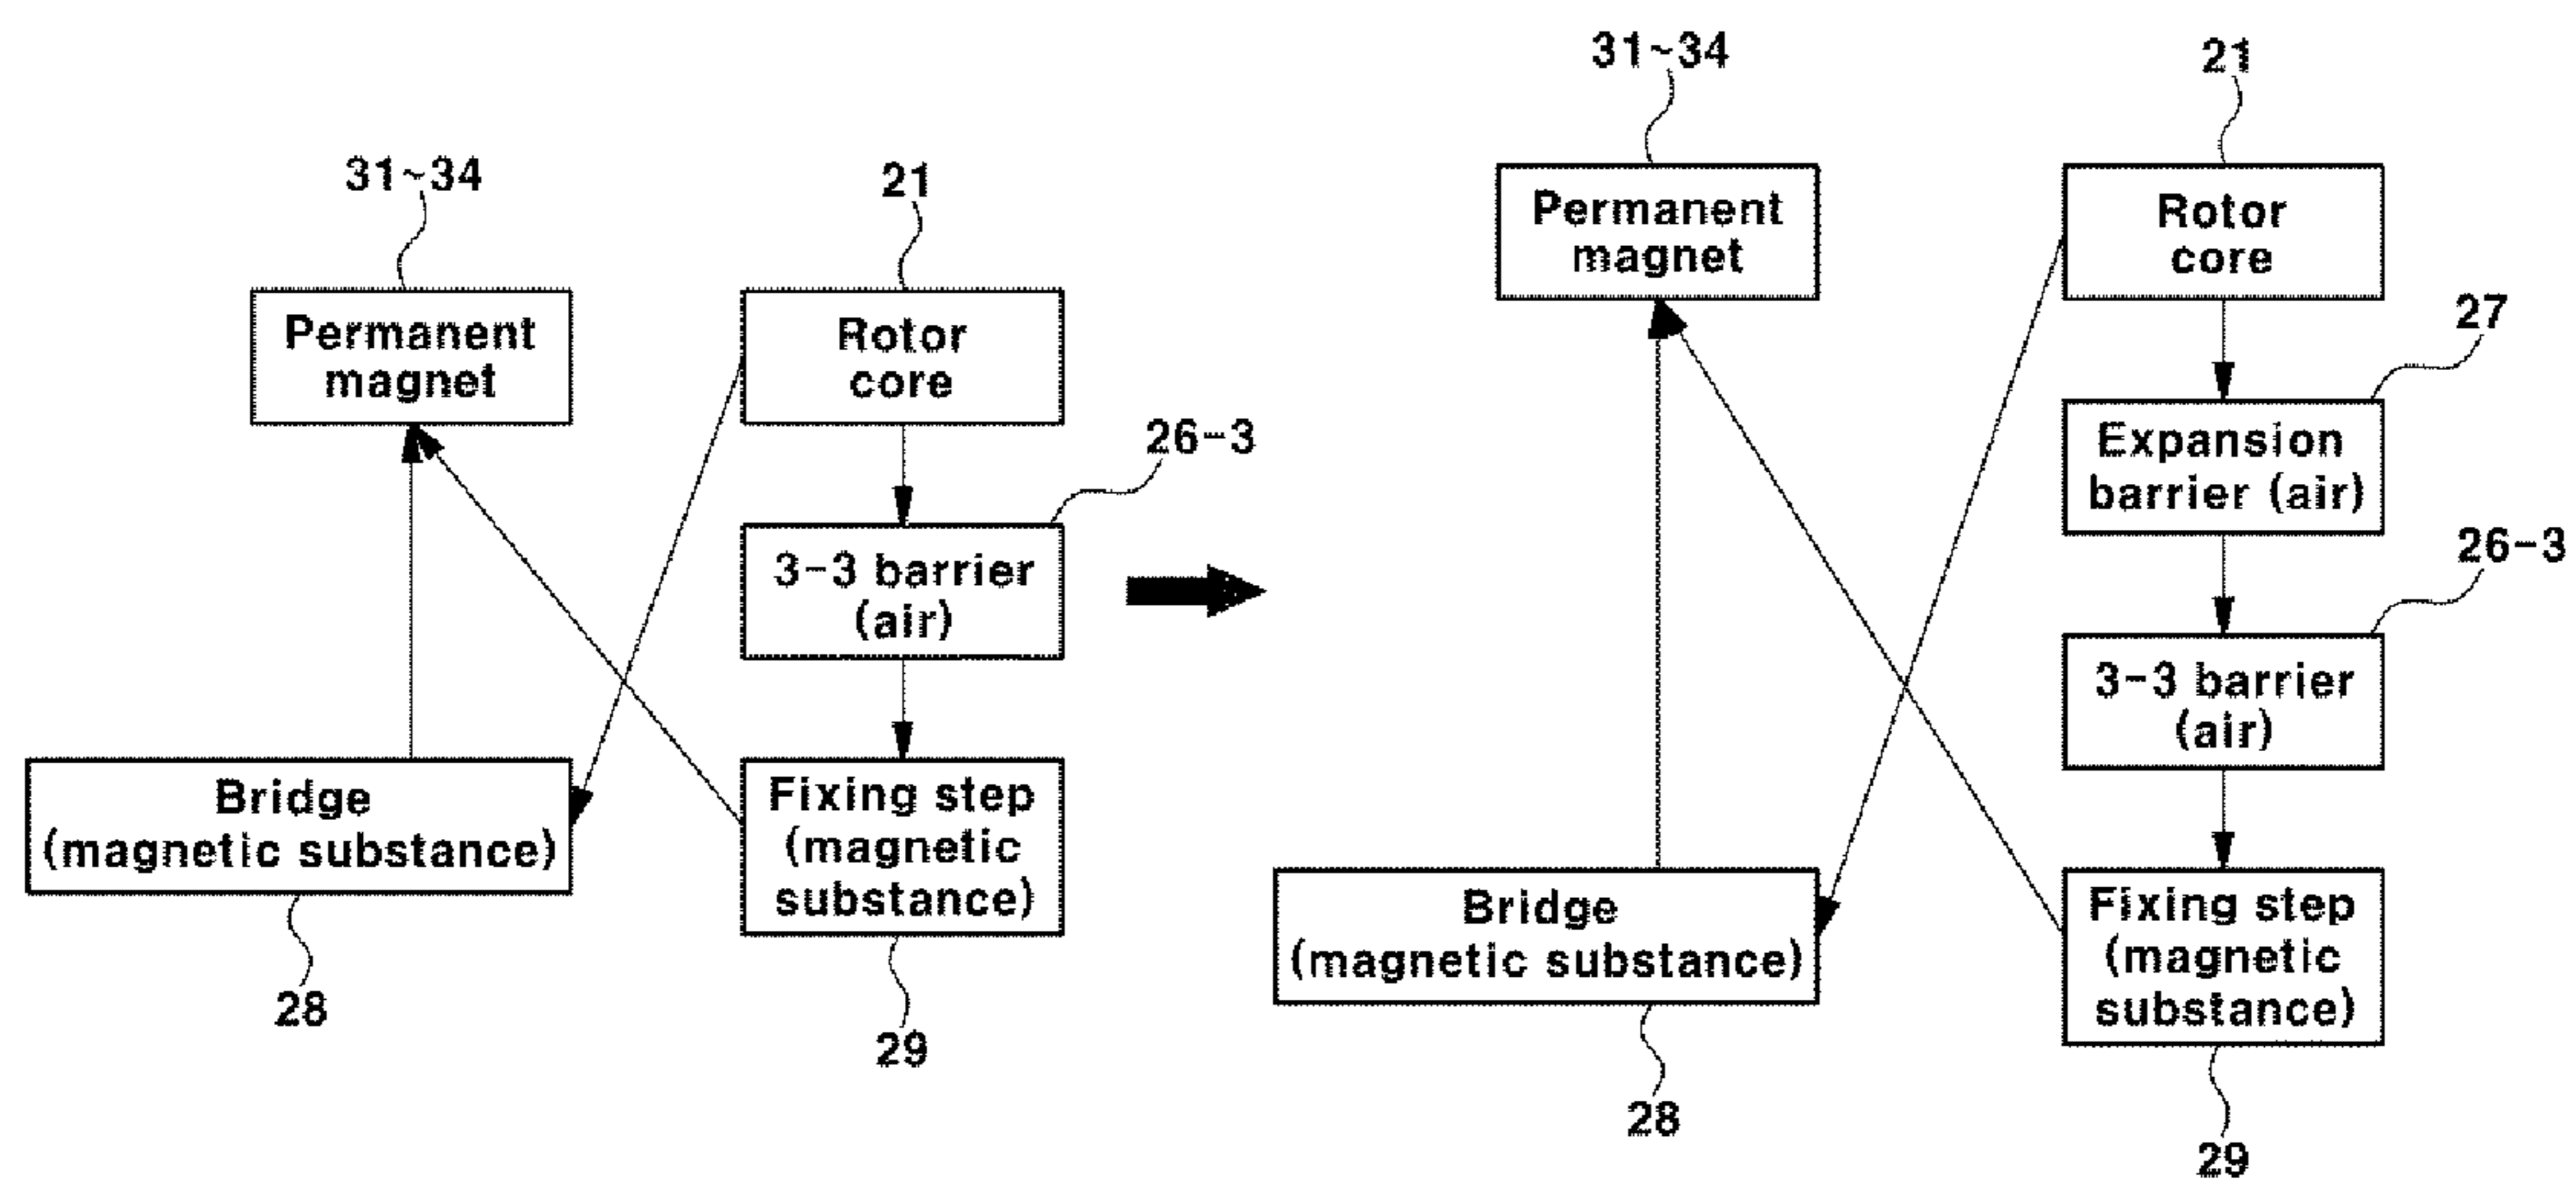 31~34
21
Permanent
magnet
Rotor
core
26-3
3-3 barrier
(air)
Bridge
(magnetic substance)
Fixing step
(magnetic
substance)
28
29
31~34
21
Permanent
magnet
Rotor
core
27
Expansion
barrier (air)
26-3
3-3 barrier
(air)
Bridge
(magnetic substance)
Fixing step
(magnetic
substance)
28
29